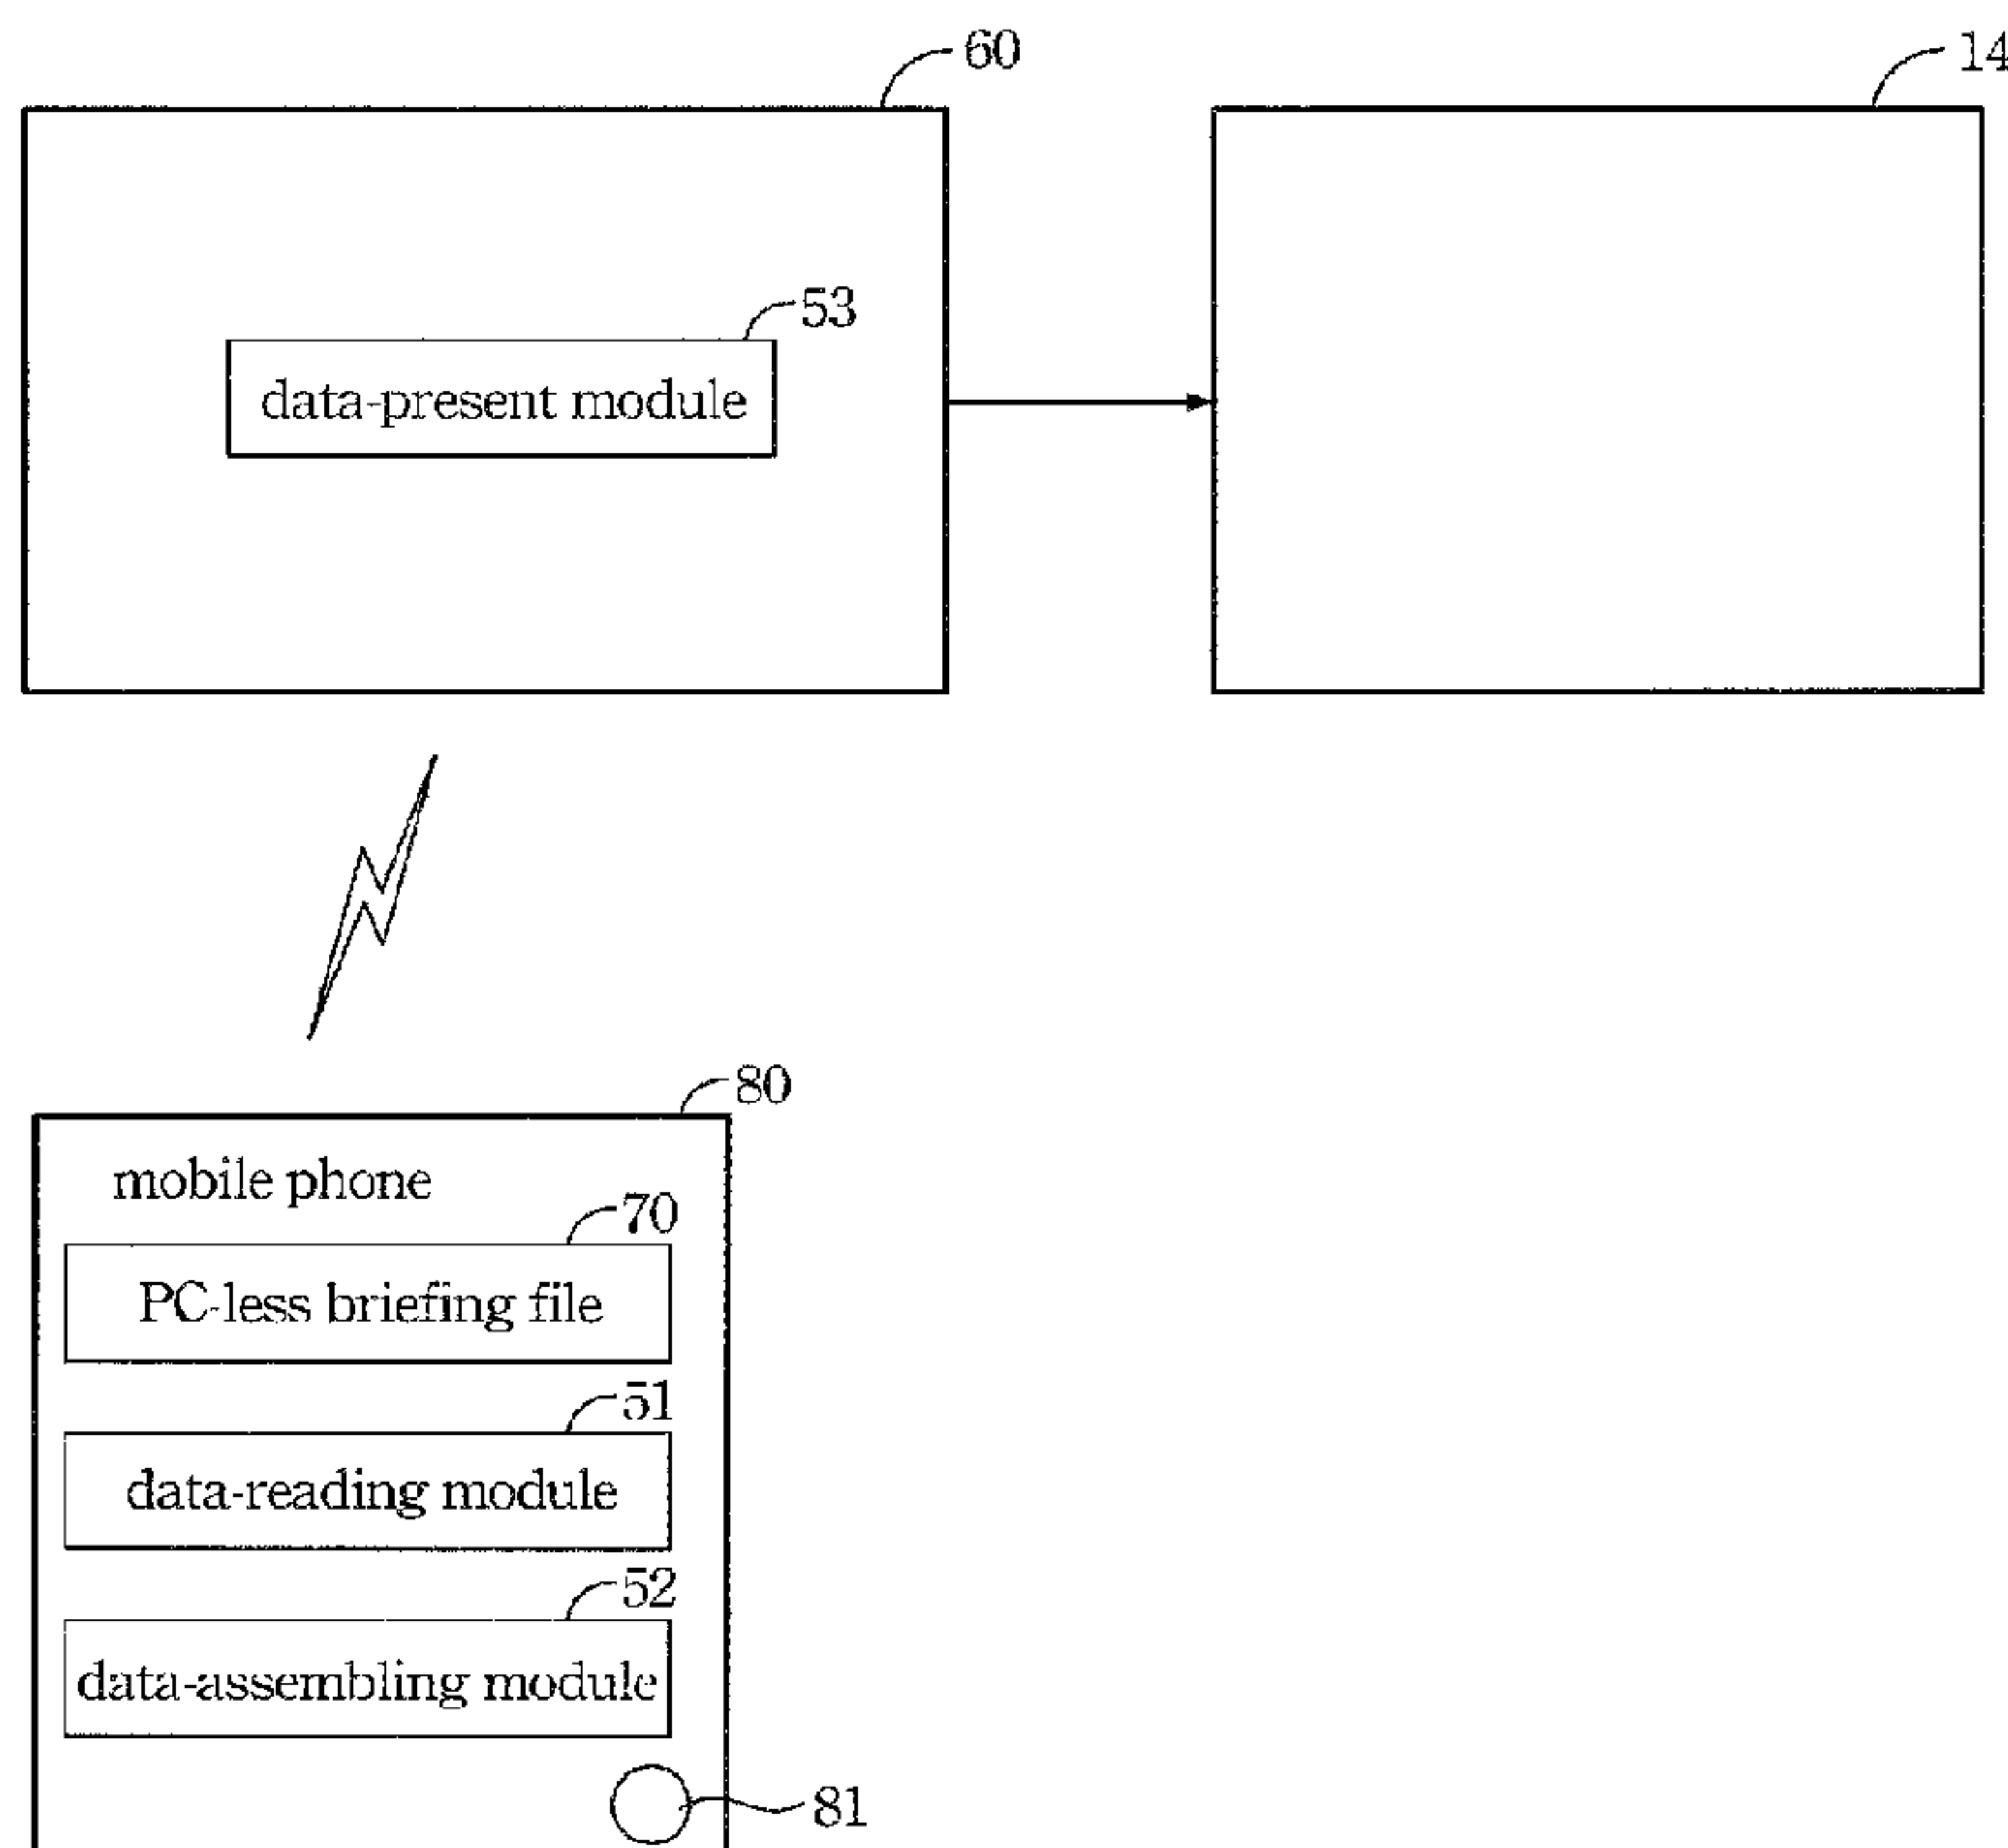 60
14
53
data-present module
80
mobile phone
70
PC-less briefing file
51
data-reading module
52
data-assembling module
81